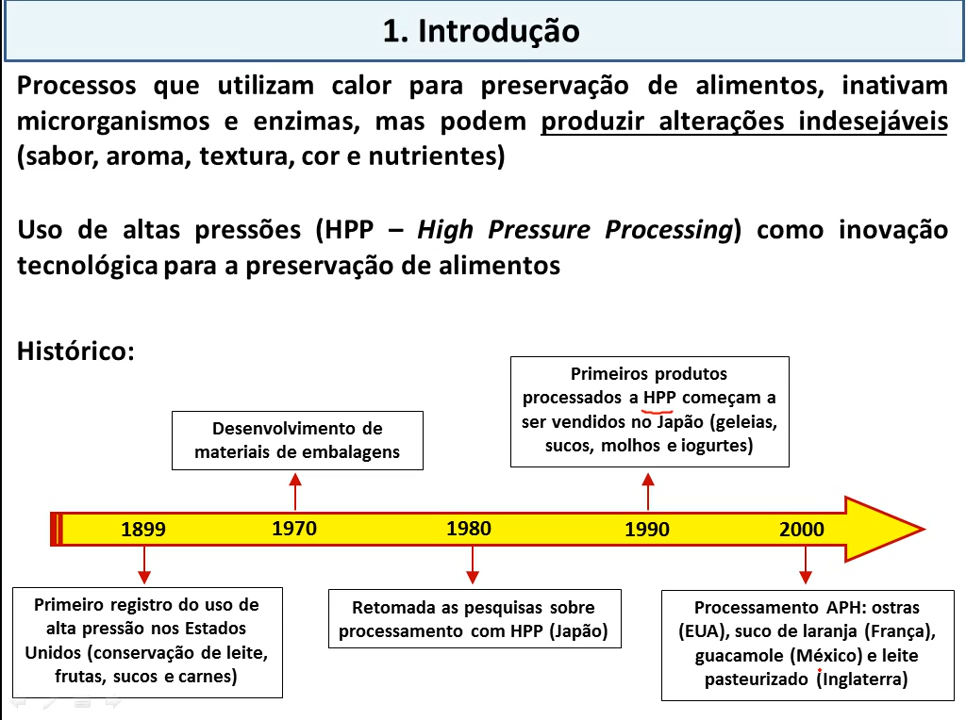 1. Introdução
Processos que utilizam calor para preservação de alimentos, inativam
microrganismos e enzimas, mas podem produzir alterações indesejáveis
(sabor, aroma, textura, cor e nutrientes)
Uso de altas pressões (HPP – High Pressure Processing) como inovação
tecnológica para a preservação de alimentos
Histórico:
Primeiros produtos
processados a HPP começam a
ser vendidos no Japão (geleias,
sucos, molhos e iogurtes)
Desenvolvimento de
materiais de embalagens
1899
1970
1980
1990
2000
Primeiro registro do uso de
alta pressão nos Estados
Unidos (conservação de leite,
frutas, sucos e carnes)
Retomada as pesquisas sobre
processamento com HPP (Japão)
Processamento APH: ostras
(EUA), suco de laranja (França),
guacamole (México) e leite
pasteurizado (Inglaterra)